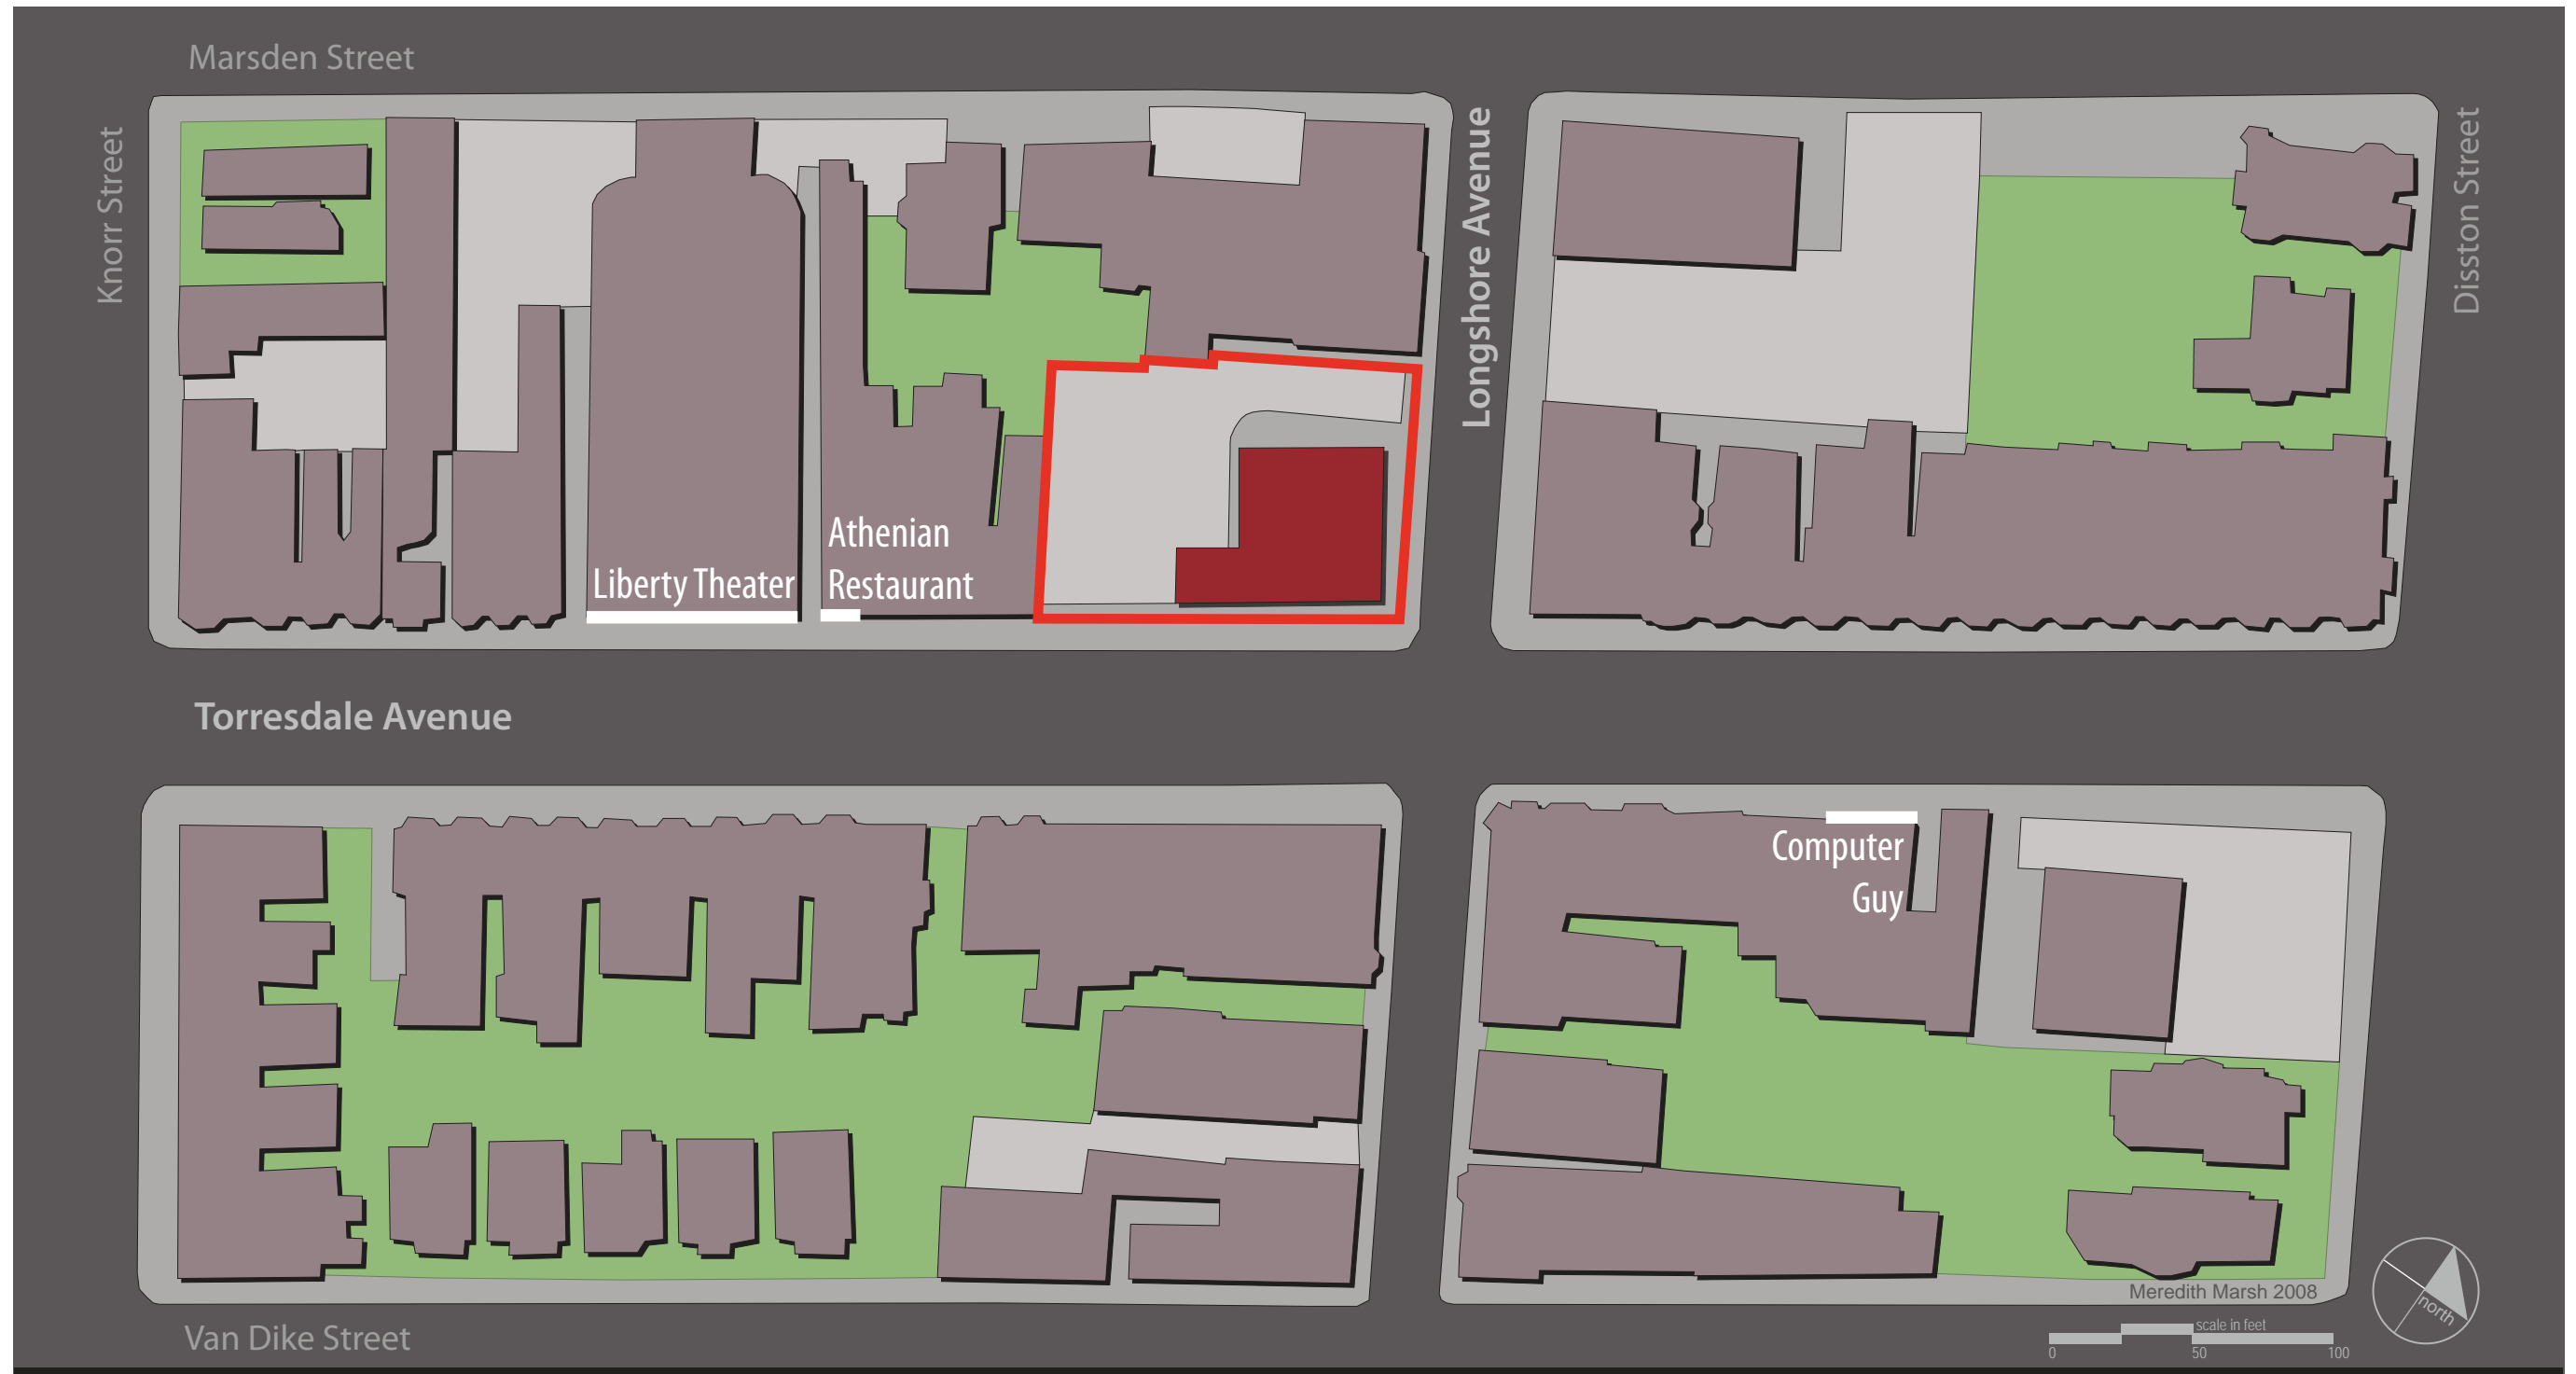 Marsden Street
Knorr Street
Longshore Avenue
Disston Street
Athenian
Restaurant
Liberty Theater
Torresdale Avenue
Computer
Guy
Meredith Marsh 2008
north
scale in feet
0 50 100
Van Dike Street